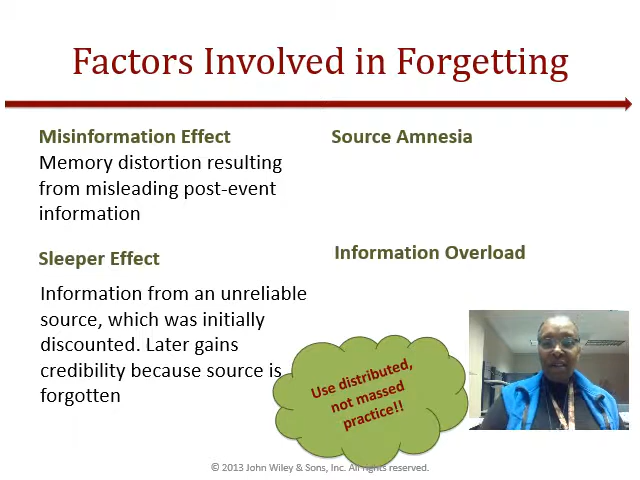 Factors Involved in Forgetting
Misinformation Effect
Memory distortion resulting
from misleading post-event
information
Source Amnesia
Sleeper Effect
Information from an unreliable
source, which was initially
discounted. Later gains
credibility because source is
forgotten
Information Overload
Use distributed,
not massed
practice!!
© 2013 John Wiley & Sons, Inc. All rights reserved.